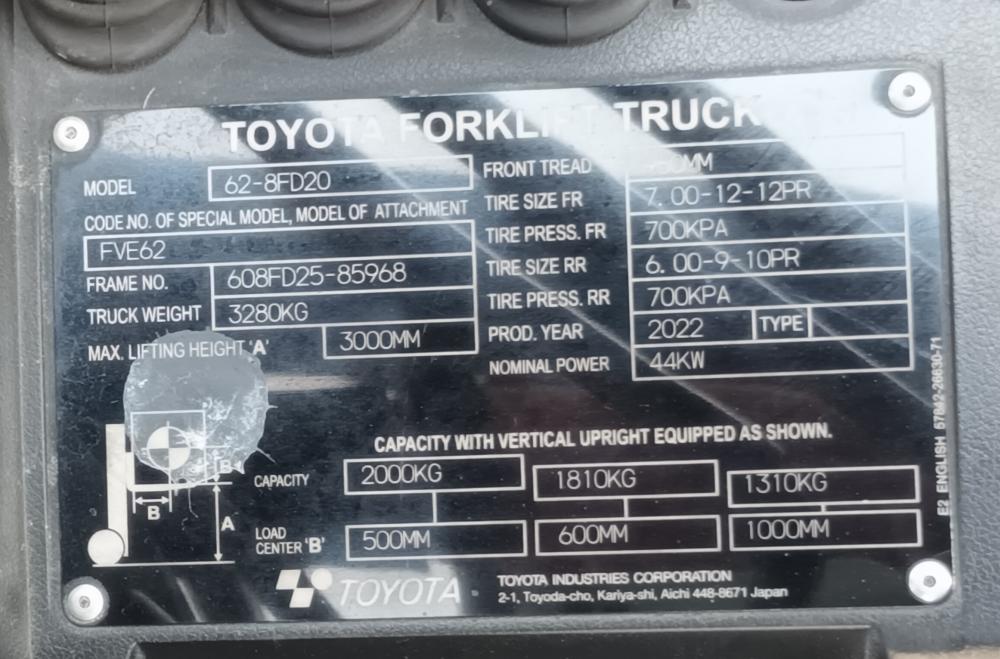 TOYOTA FORKLIFT TRUCK
MODEL 62-8FD20
CODE NO. OF SPECIAL MODEL, MODEL OF ATTACHMENT
FVE62
FRAME NO. 608FD25-85968
TRUCK WEIGHT 3280KG
MAX. LIFTING HEIGHT 'A' 3000MM
FRONT TREAD
TIRE SIZE FR 7.00-12-12PR
TIRE PRESS. FR 700KPA
TIRE SIZE RR 6.00-9-10PR
TIRE PRESS. RR 700KPA
PROD. YEAR 2022 TYPE
NOMINAL POWER 44KW
CAPACITY WITH VERTICAL UPRIGHT EQUIPPED AS SHOWN.
CAPACITY 2000KG 1810KG 1310KG
LOAD
CENTER 'B' 500MM 600MM 1000MM
B
B
A
TOYOTA
TOYOTA INDUSTRIES CORPORATION
2-1, Toyoda-cho, Kariya-shi, Aichi 448-8671 Japan
E2 ENGLISH 57842-26630-71